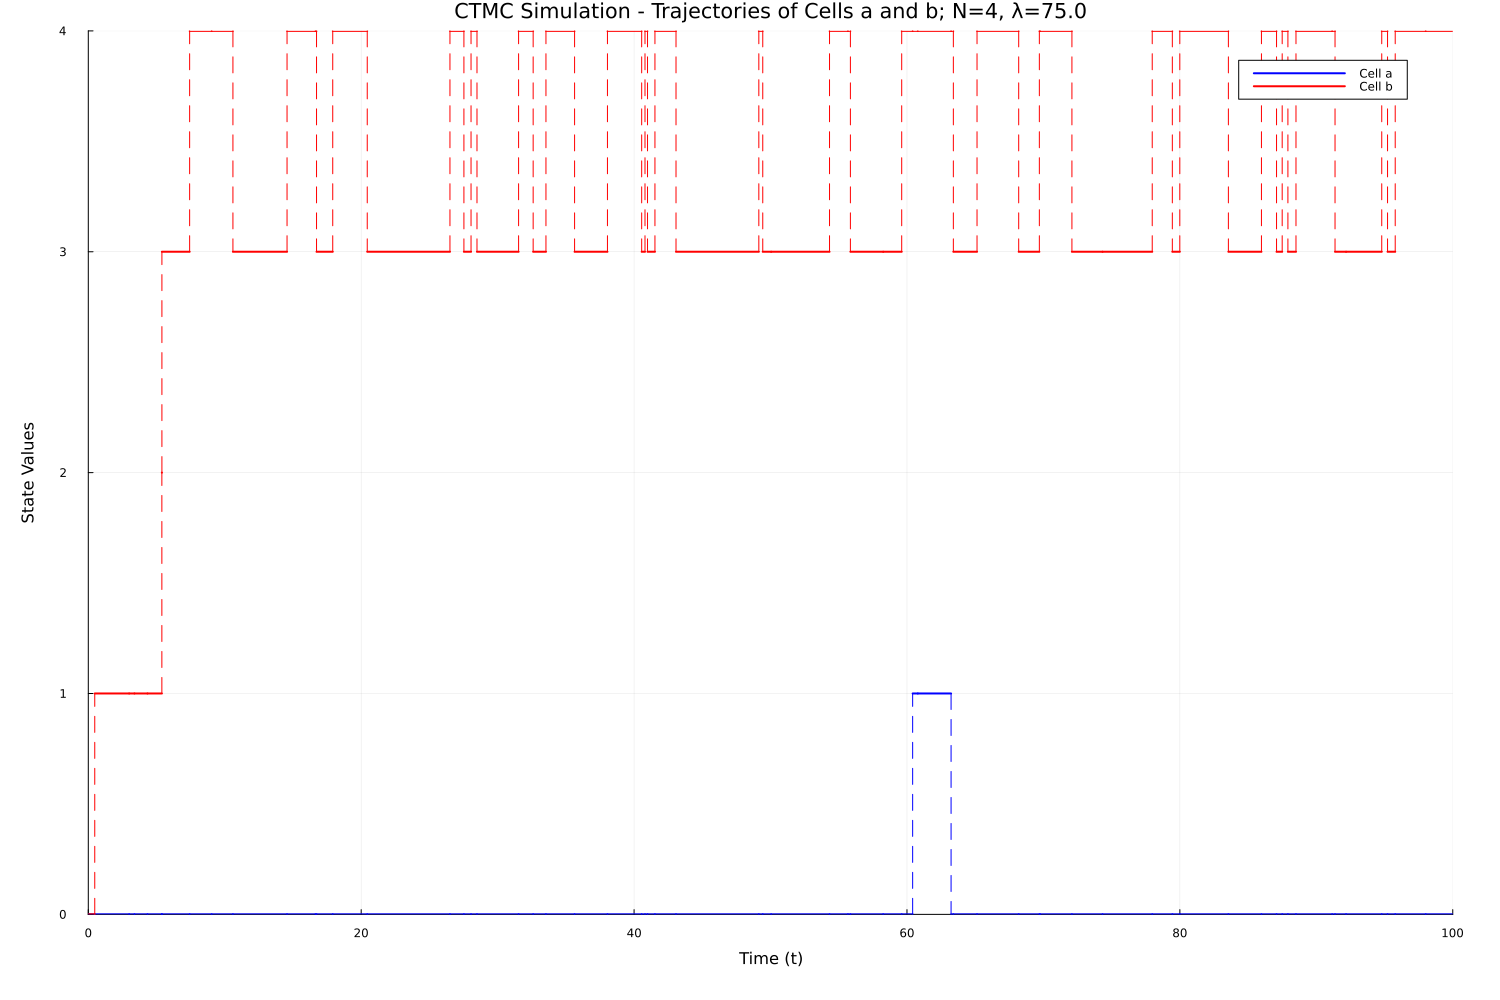 CTMC Simulation - Trajectories of Cells a and b; N=4, λ=75.0
4
Cell a
Cell b
3
State Values
2
1
0
0 20 40 60 80 100
Time (t)